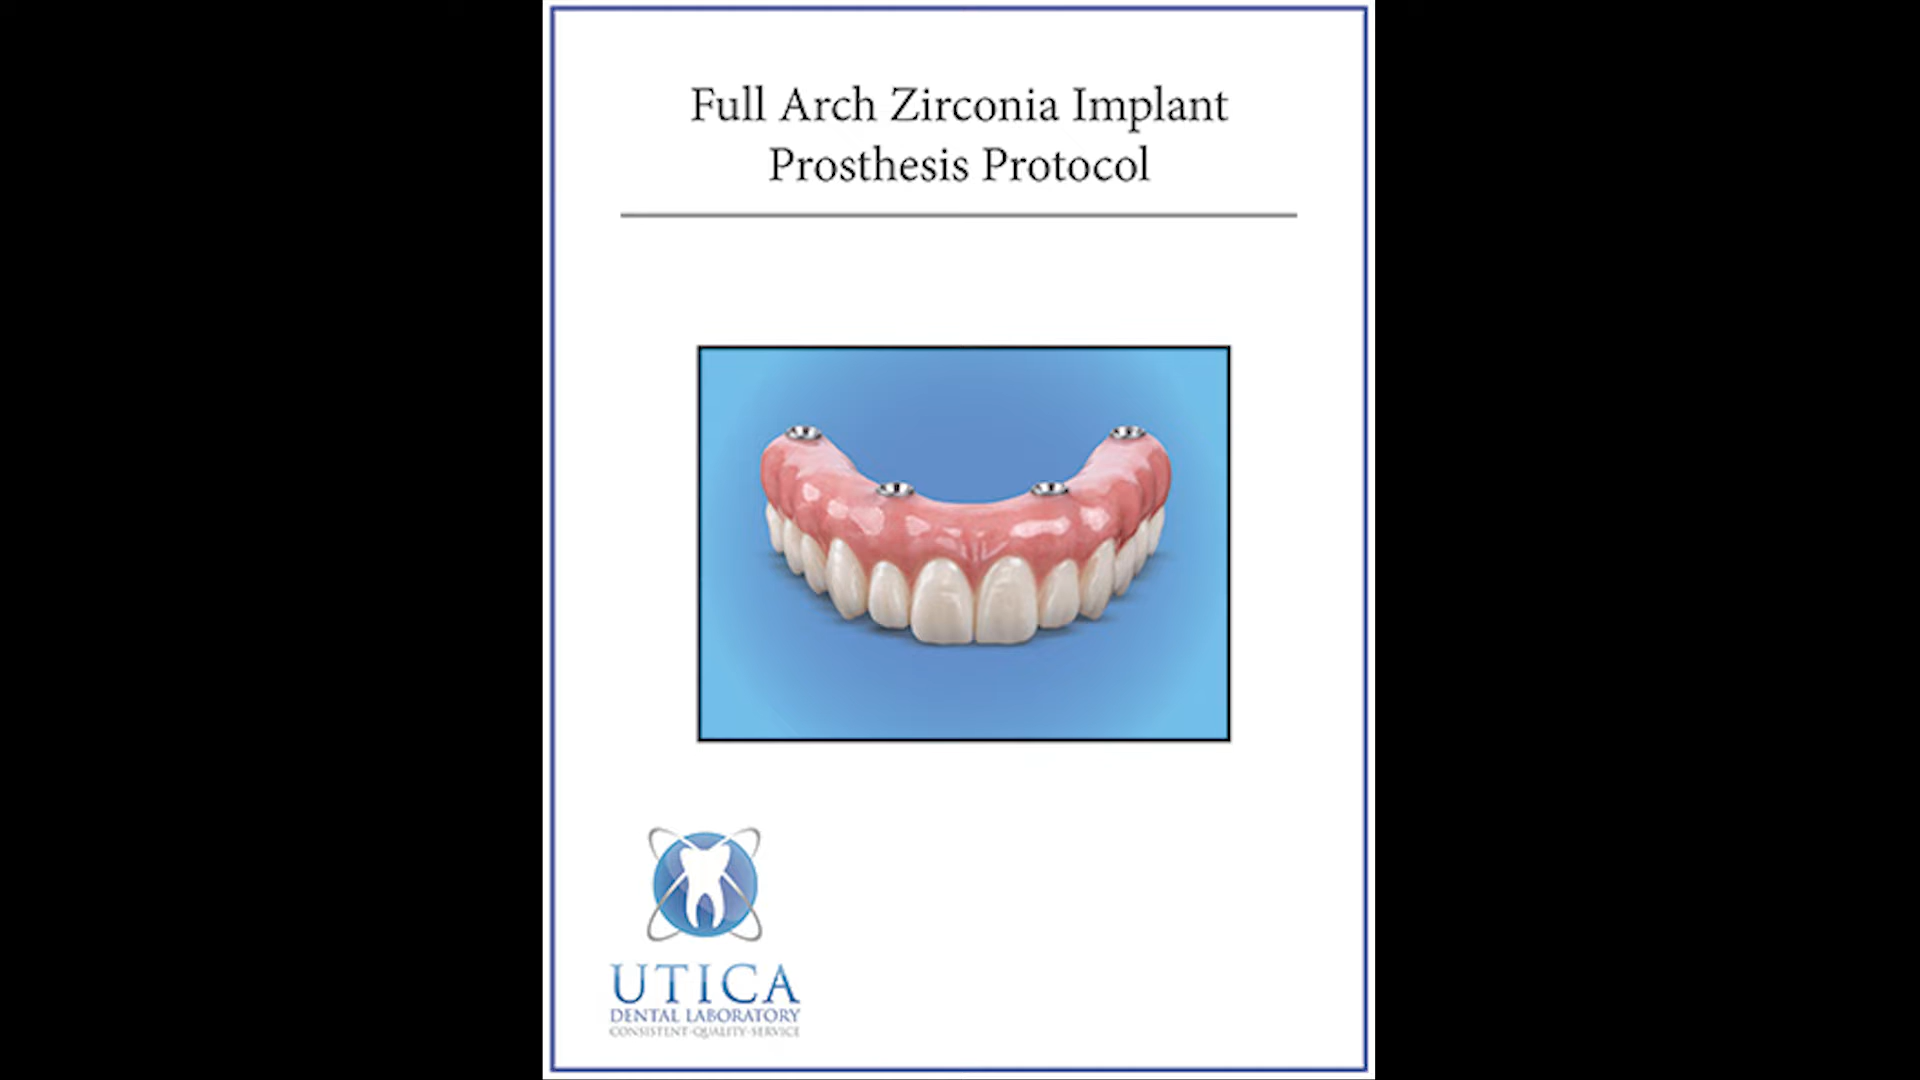 Full Arch Zirconia Implant
Prosthesis Protocol
UTICA
DENTAL LABORATORY
CONSISTENT-QUALITY-SERVICE